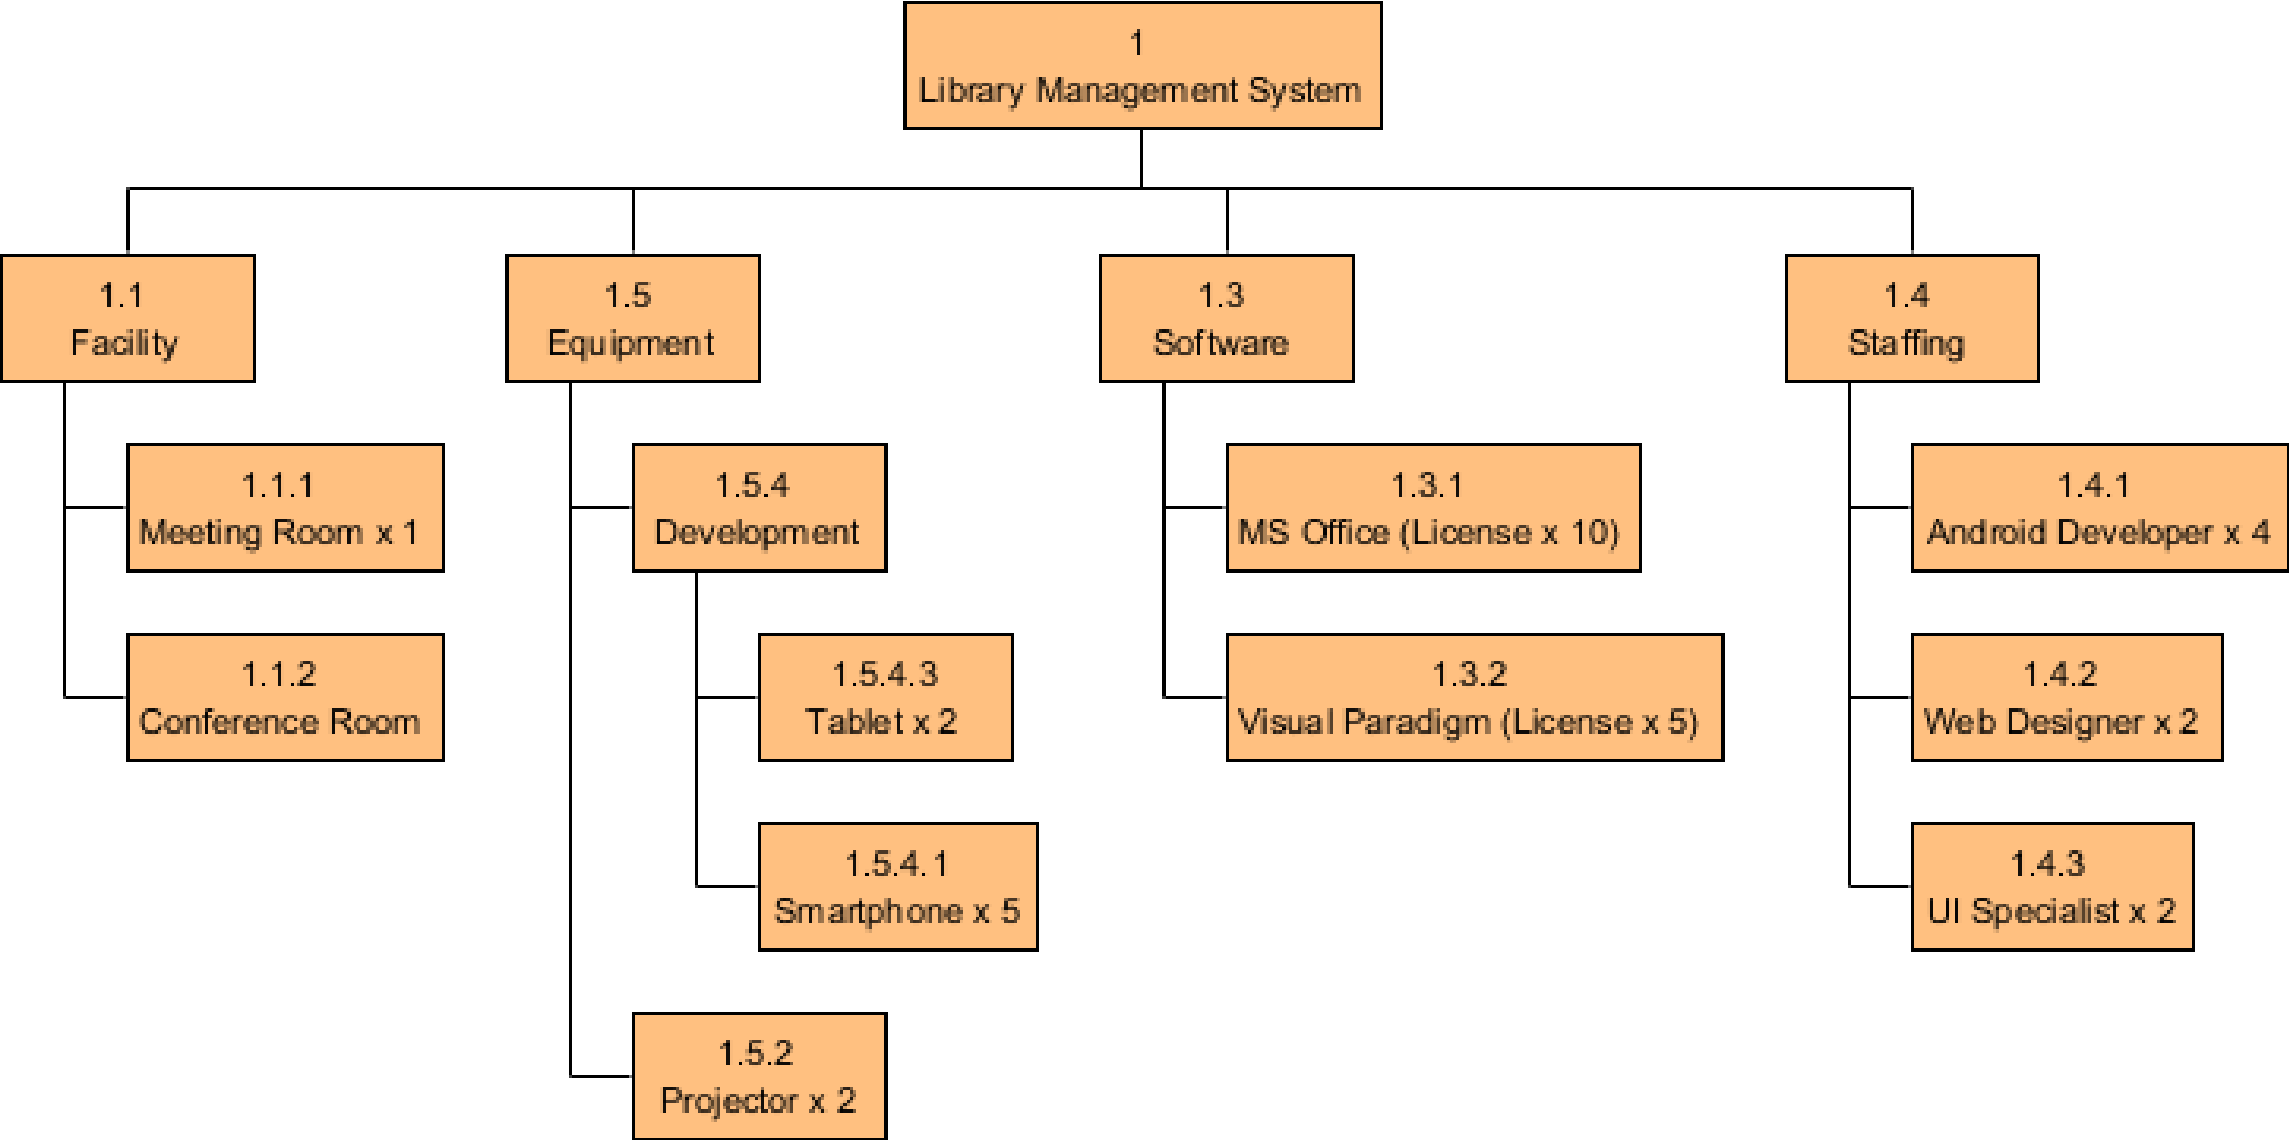 1
Library Management System
1.1
Facility
1.1.1
Meeting Room x 1
1.1.2
Conference Room
1.5
Equipment
1.5.4
Development
1.5.4.3
Tablet x 2
1.5.4.1
Smartphone x 5
1.5.2
Projector x 2
1.3
Software
1.3.1
MS Office (License x 10)
1.3.2
Visual Paradigm (License x 5)
1.4
Staffing
1.4.1
Android Developer x 4
1.4.2
Web Designer x 2
1.4.3
UI Specialist x 2